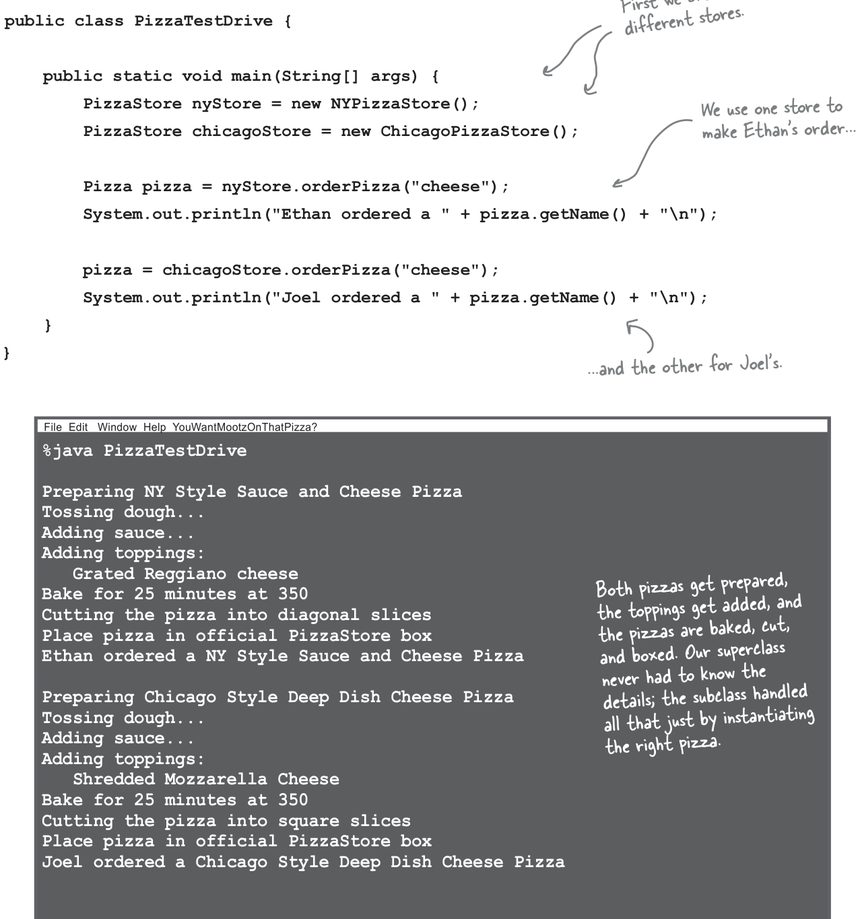 First we
different stores.
public class PizzaTestDrive {
public static void main(String[] args) {
PizzaStore nyStore = new NYPizzaStore();
PizzaStore chicagoStore = new ChicagoPizzaStore();
We use one store to
make Ethan's order...
Pizza pizza = nyStore.orderPizza("cheese");
System.out.println("Ethan ordered a " + pizza.getName() + "\n");
pizza = chicagoStore.orderPizza("cheese");
System.out.println("Joel ordered a " + pizza.getName() + "\n");
}
}
...and the other for Joel's.
File Edit Window Help YouWantMootzOnThatPizza?
%java PizzaTestDrive
Preparing NY Style Sauce and Cheese Pizza
Tossing dough...
Adding sauce...
Adding toppings:
Grated Reggiano cheese
Bake for 25 minutes at 350
Cutting the pizza into diagonal slices
Place pizza in official PizzaStore box
Ethan ordered a NY Style Sauce and Cheese Pizza
Preparing Chicago Style Deep Dish Cheese Pizza
Tossing dough...
Adding sauce...
Adding toppings:
Shredded Mozzarella Cheese
Bake for 25 minutes at 350
Cutting the pizza into square slices
Place pizza in official PizzaStore box
Joel ordered a Chicago Style Deep Dish Cheese Pizza
Both pizzas get prepared,
the toppings get added, and
the pizzas are baked, cut,
and boxed. Our superclass
never had to know the
details; the subclass handled
all that just by instantiating
the right pizza.